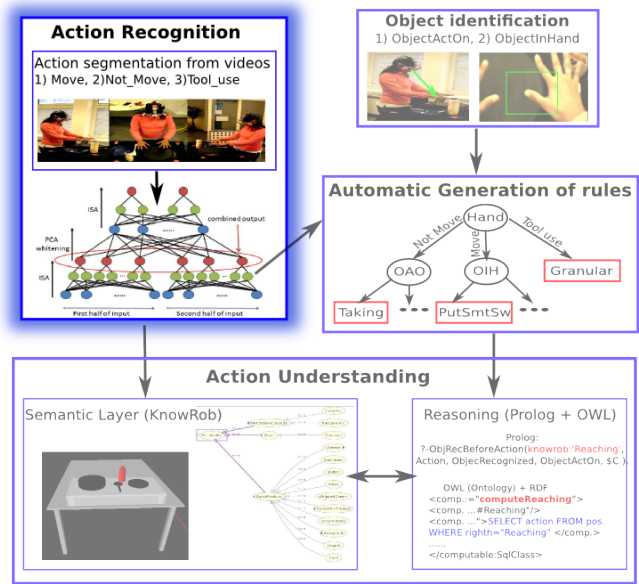 Action Recognition
Action segmentation from videos
1) Move, 2)Not_Move, 3)Tool_use
ISA
PCA
whitening
ISA
combined output
First half of input
Second half of input
Object identification
1) ObjectActOn, 2) ObjectInHand
Automatic Generation of rules
Hand
Not Move
Move
Tool use
OAO
OIH
Granular
Taking
PutSmtSw
Action Understanding
Semantic Layer (KnowRob)
Reasoning (Prolog + OWL)
Prolog:
?-ObjRecBeforeAction(knowrob:'Reaching',
Action, ObjecRecognized, ObjectActOn, $C ).
OWL (Ontology) + RDF
<comp.:="computeReaching">
<comp. ...#Reaching"/>
<comp. ...">SELECT action FROM pos.
WHERE righth="Reaching" </comp.>
......
</computable:SqlClass>